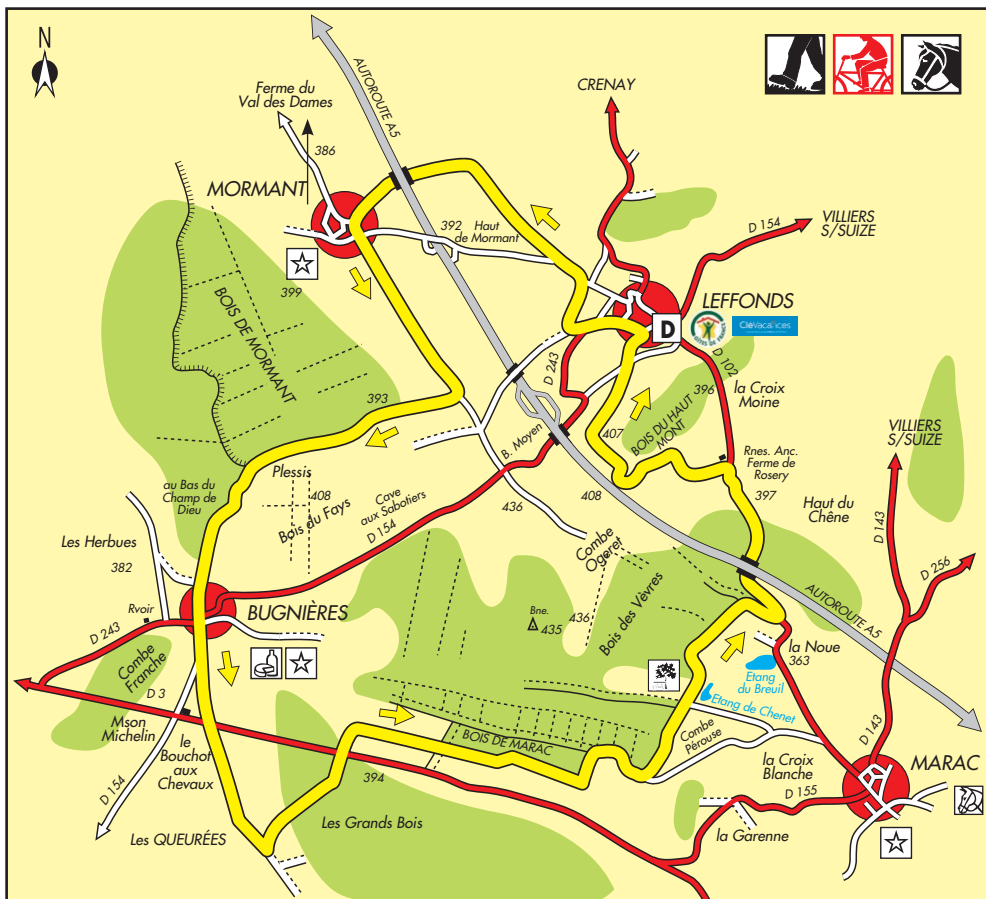 N
AUTOROUTE A5
Ferme du
Val des Dames
CRENAY
386
MORMANT
392
Haut
de Mormant
D 154
VILLIERS
S/SUIZE
399
BOIS DE MORMANT
LEFFONDS
D
GÎTES DE FRANCE
Clévacances
D 243
D 102
396
la Croix
Moine
393
BOIS DU HAUT
MONT
407
VILLIERS
S/SUIZE
B. Moyen
Rnes. Anc.
Ferme de
Rosery
397
Plessis
408
au Bas du
Champ de
Dieu
Bois du Fays
Cave
aux Sabotiers
D 154
436
408
Haut du
Chêne
D 143
Les Herbues
382
Combe
Ogeret
D 256
Rvoir
BUGNIÈRES
Bne.
435
436
Bois des Vèvres
AUTOROUTE A5
D 243
Combe
Franche
la Noue
363
Etang
du Breuil
Etang de Chenet
D 3
Mson
Michelin
le
Bouchot
aux
Chevaux
BOIS DE MARAC
Combe
Pérouse
D 143
394
la Croix
Blanche
MARAC
D 154
D 155
Les Grands Bois
la Garenne
Les QUEURÉES